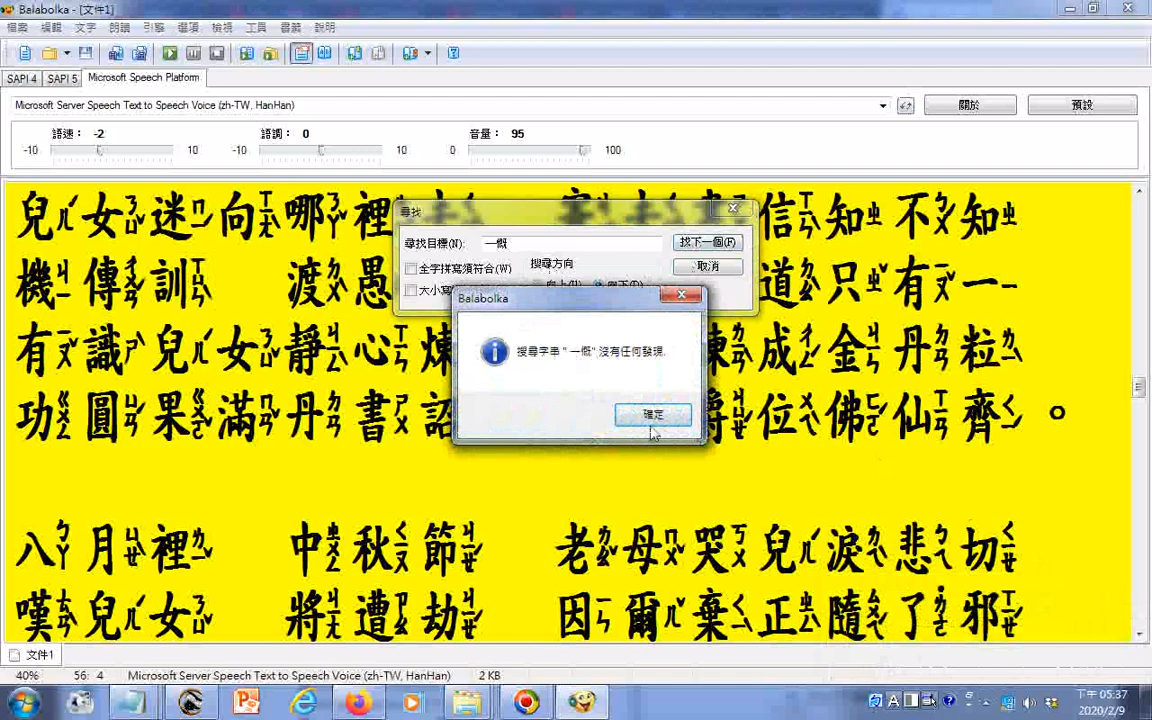 Balabolka - [文件1]
檔案 編輯 文字 朗讀 引擎 選項 檢視 工具 書籤 說明
SAPI 4 SAPI 5 Microsoft Speech Platform
Microsoft Server Speech Text to Speech Voice (zh-TW, HanHan) 關於 預設
語速： -2 語調： 0 音量： 95
-10 10 -10 10 0 100
兒女迷向哪裡 信知不知
尋找
尋找目標(N): 一慨 找下一個(F)
全字拼寫須符合(W) 搜尋方向 取消
大小寫
機傳訓 渡愚 道只有一
Balabolka
搜尋字串 " 一慨" 沒有任何發現.
確定
有識兒女靜心煉 煉成金丹粒
功圓果滿丹書詔 爵位佛仙齊。
八月裡 中秋節 老母哭兒淚悲切
嘆兒女 將遭劫 因爾棄正隨了邪
文件1
40% 56: 4 Microsoft Server Speech Text to Speech Voice (zh-TW, HanHan) 2 KB
下午 05:37
2020/2/9